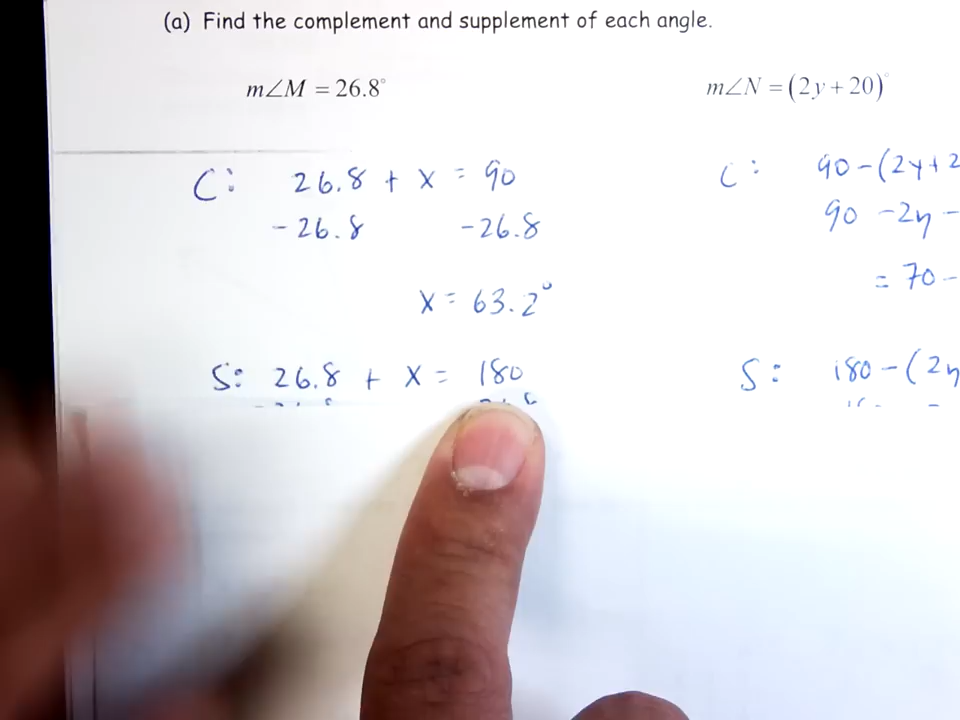 (a) Find the complement and supplement of each angle.
m∠M = 26.8°
m∠N = (2y + 20)°
C: 26.8 + x = 90
-26.8 -26.8
x = 63.2°
S: 26.8 + x = 180
C: 90 - (2y + 2
90 - 2y -
= 70 -
S: 180 - (2y